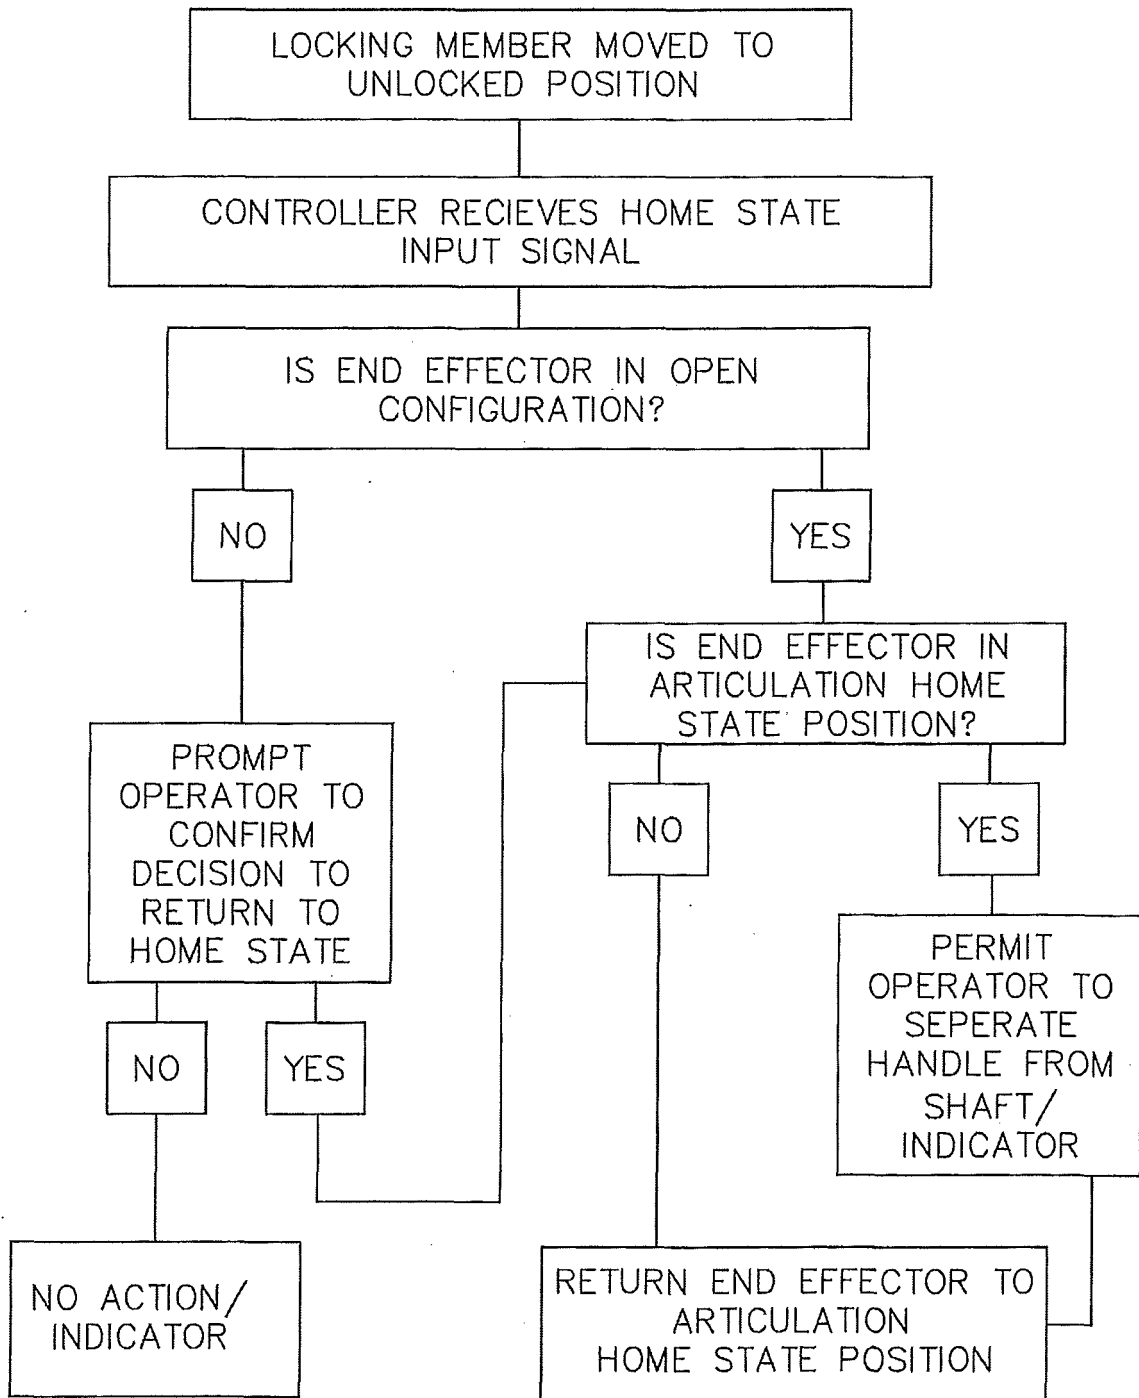 LOCKING MEMBER MOVED TO
UNLOCKED POSITION
CONTROLLER RECIEVES HOME STATE
INPUT SIGNAL
IS END EFFECTOR IN OPEN
CONFIGURATION?
NO
YES
IS END EFFECTOR IN
ARTICULATION HOME
STATE POSITION?
PROMPT
OPERATOR TO
CONFIRM
DECISION TO
RETURN TO
HOME STATE
NO
YES
PERMIT
OPERATOR TO
SEPERATE
HANDLE FROM
SHAFT/
INDICATOR
NO
YES
NO ACTION/
INDICATOR
RETURN END EFFECTOR TO
ARTICULATION
HOME STATE POSITION